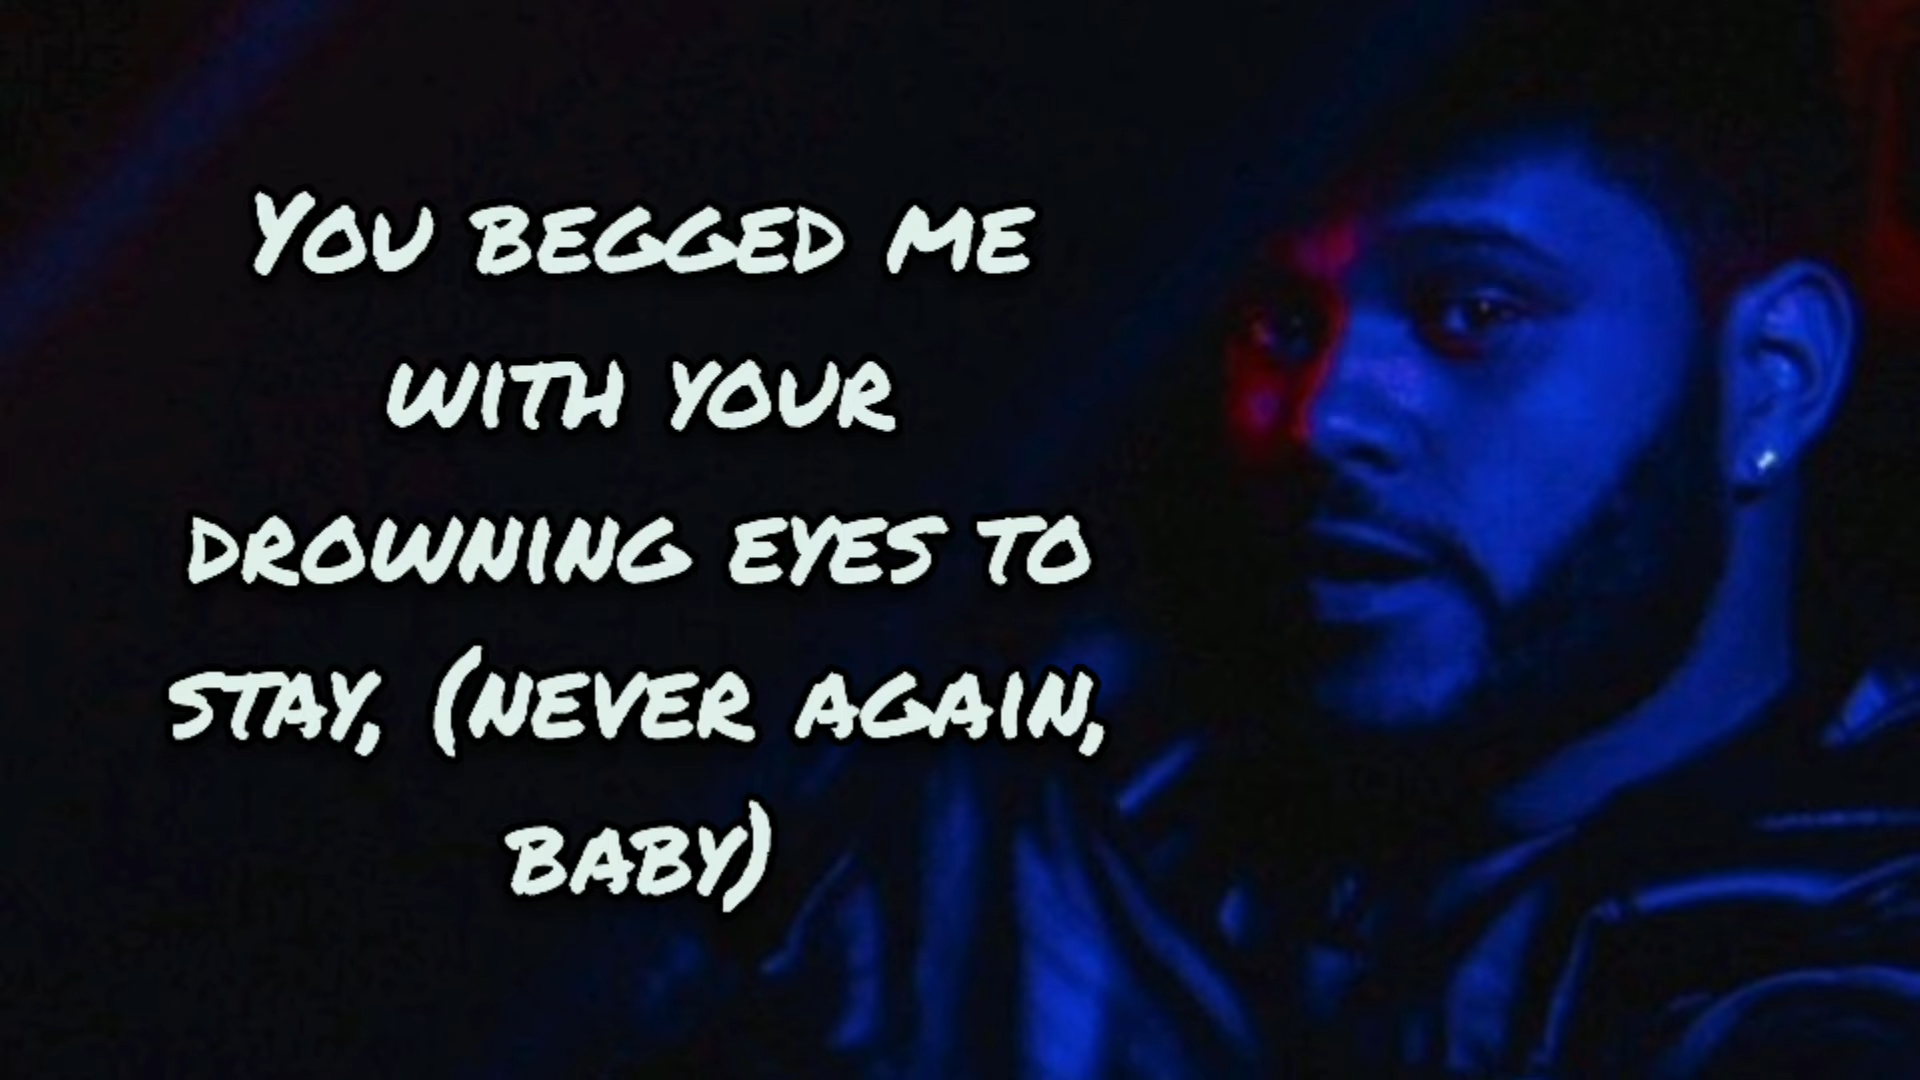 You begged me
with your
drowning eyes to
stay, (never again,
baby)